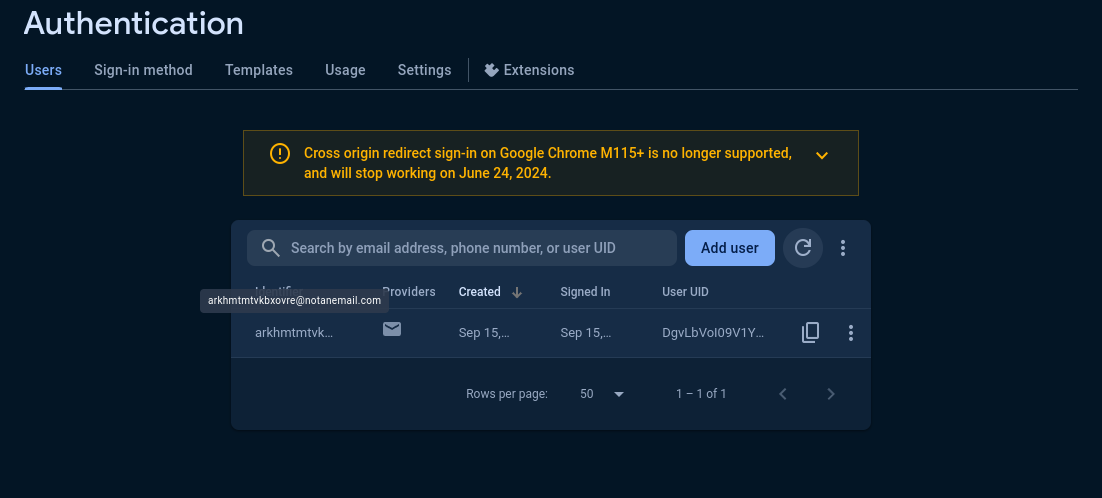 Authentication
Users Sign-in method Templates Usage Settings Extensions
Cross origin redirect sign-in on Google Chrome M115+ is no longer supported,
and will stop working on June 24, 2024.
Search by email address, phone number, or user UID Add user
Identifier Providers Created Signed In User UID
arkhmtmtvkbxovre@notanemail.com
arkhmtmtvk... Sep 15,... Sep 15,... DgvLbVoI09V1Y...
Rows per page: 50 1 – 1 of 1